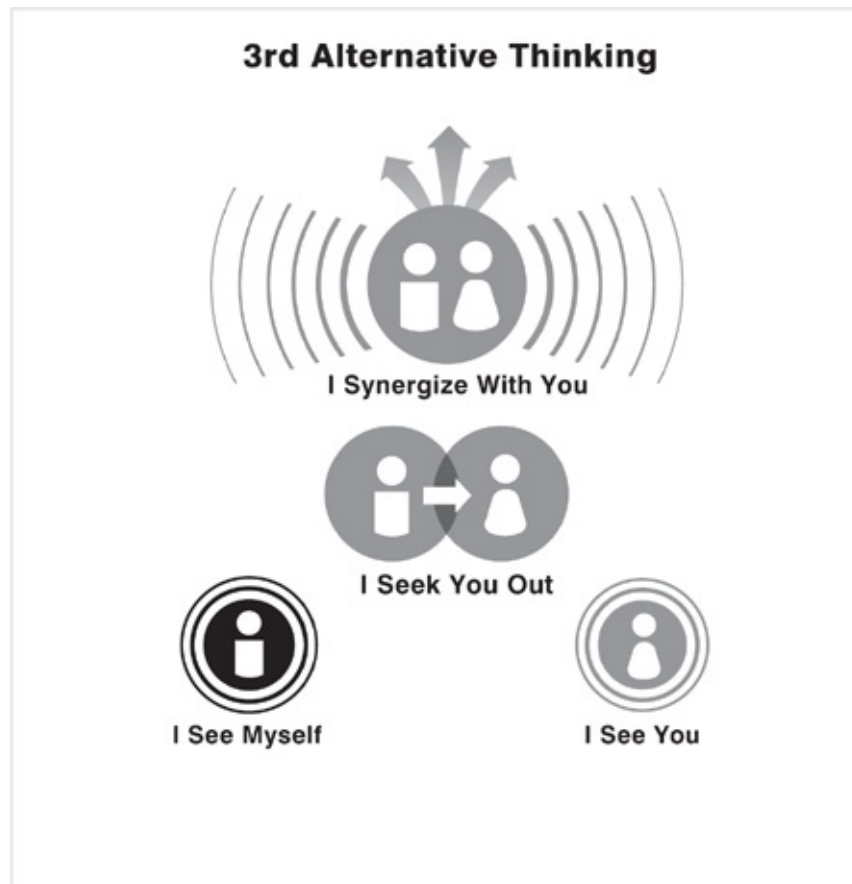 3rd Alternative Thinking
I Synergize With You
I Seek You Out
I See Myself
I See You